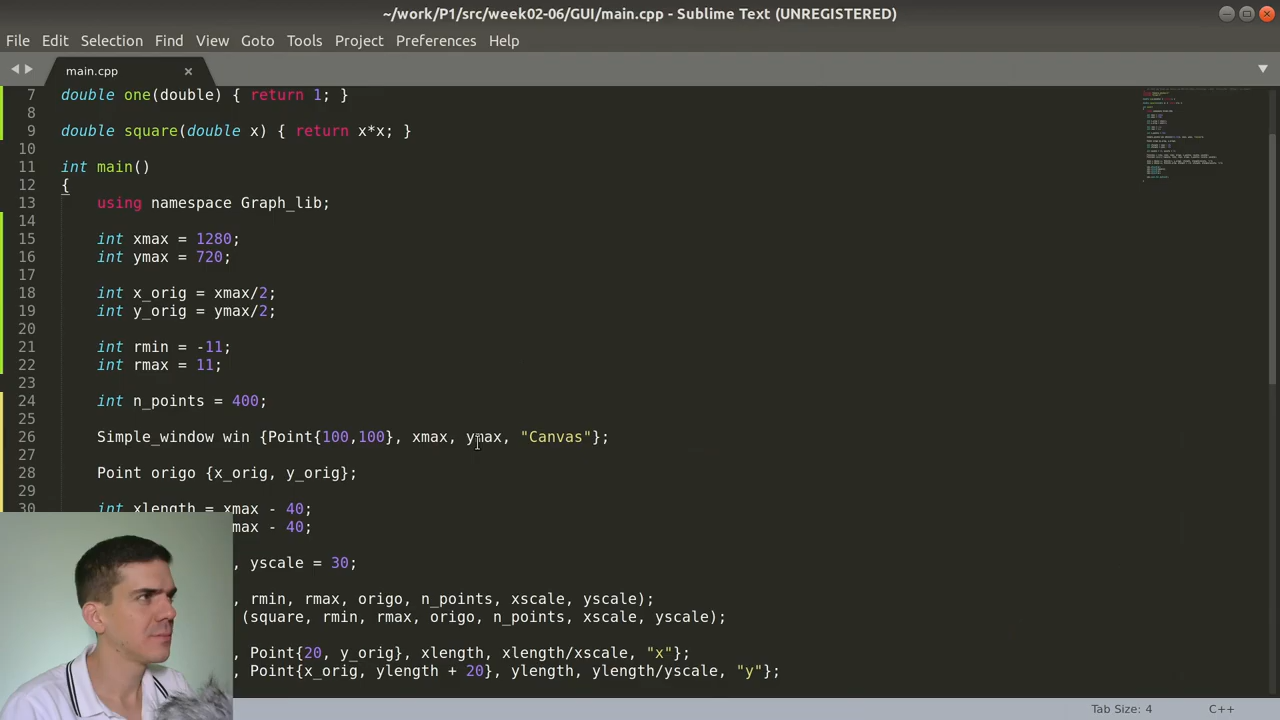 ~/work/P1/src/week02-06/GUI/main.cpp - Sublime Text (UNREGISTERED)
File Edit Selection Find View Goto Tools Project Preferences Help
main.cpp
7 double one(double) { return 1; }
8
9 double square(double x) { return x*x; }
10
11 int main()
12 {
13 using namespace Graph_lib;
14
15 int xmax = 1280;
16 int ymax = 720;
17
18 int x_orig = xmax/2;
19 int y_orig = ymax/2;
20
21 int rmin = -11;
22 int rmax = 11;
23
24 int n_points = 400;
25
26 Simple_window win {Point{100,100}, xmax, ymax, "Canvas"};
27
28 Point origo {x_orig, y_orig};
29
30 int xlength = xmax - 40;
max - 40;
, yscale = 30;
, rmin, rmax, origo, n_points, xscale, yscale);
(square, rmin, rmax, origo, n_points, xscale, yscale);
, Point{20, y_orig}, xlength, xlength/xscale, "x"};
, Point{x_orig, ylength + 20}, ylength, ylength/yscale, "y"};
Tab Size: 4 C++